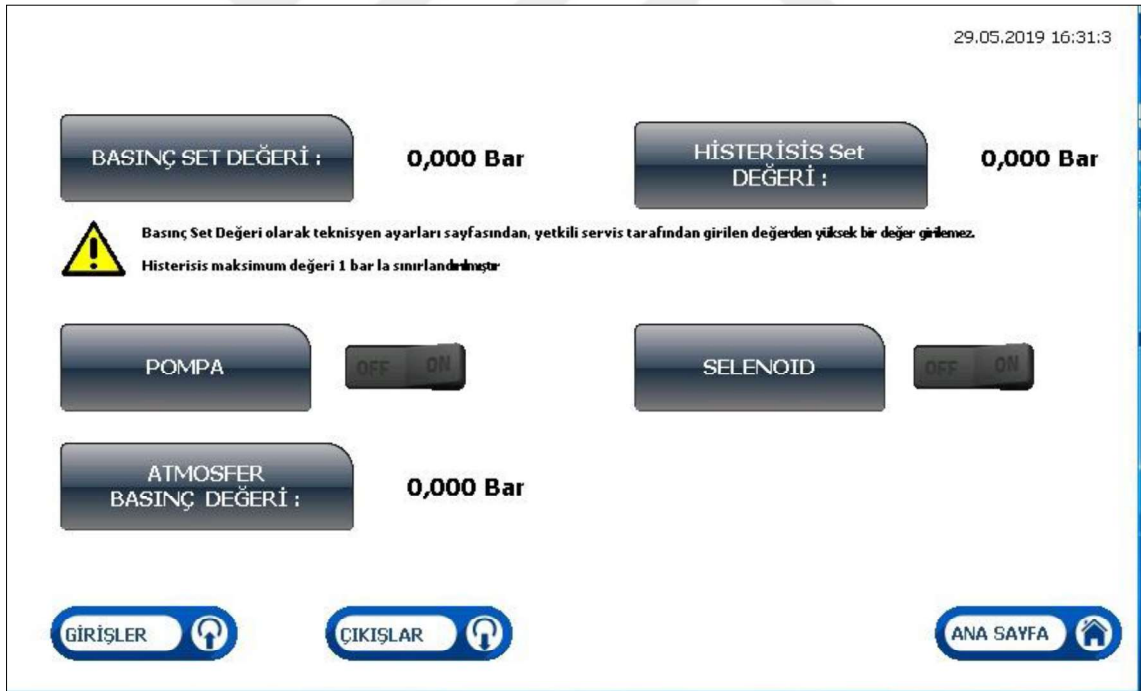 29.05.2019 16:31:3
BASINÇ SET DEĞERİ :
0,000 Bar
HİSTERİSİS Set
DEĞERİ :
0,000 Bar
Basınç Set Değeri olarak teknisyen ayarları sayfasından, yetkili servis tarafından girilen değerden yüksek bir değer girilemez.
Histerisis maksimum değeri 1 bar la sınırlandırılmıştır
POMPA
OFF ON
SELENOID
OFF ON
ATMOSFER
BASINÇ DEĞERİ :
0,000 Bar
GİRİŞLER
ÇIKIŞLAR
ANA SAYFA